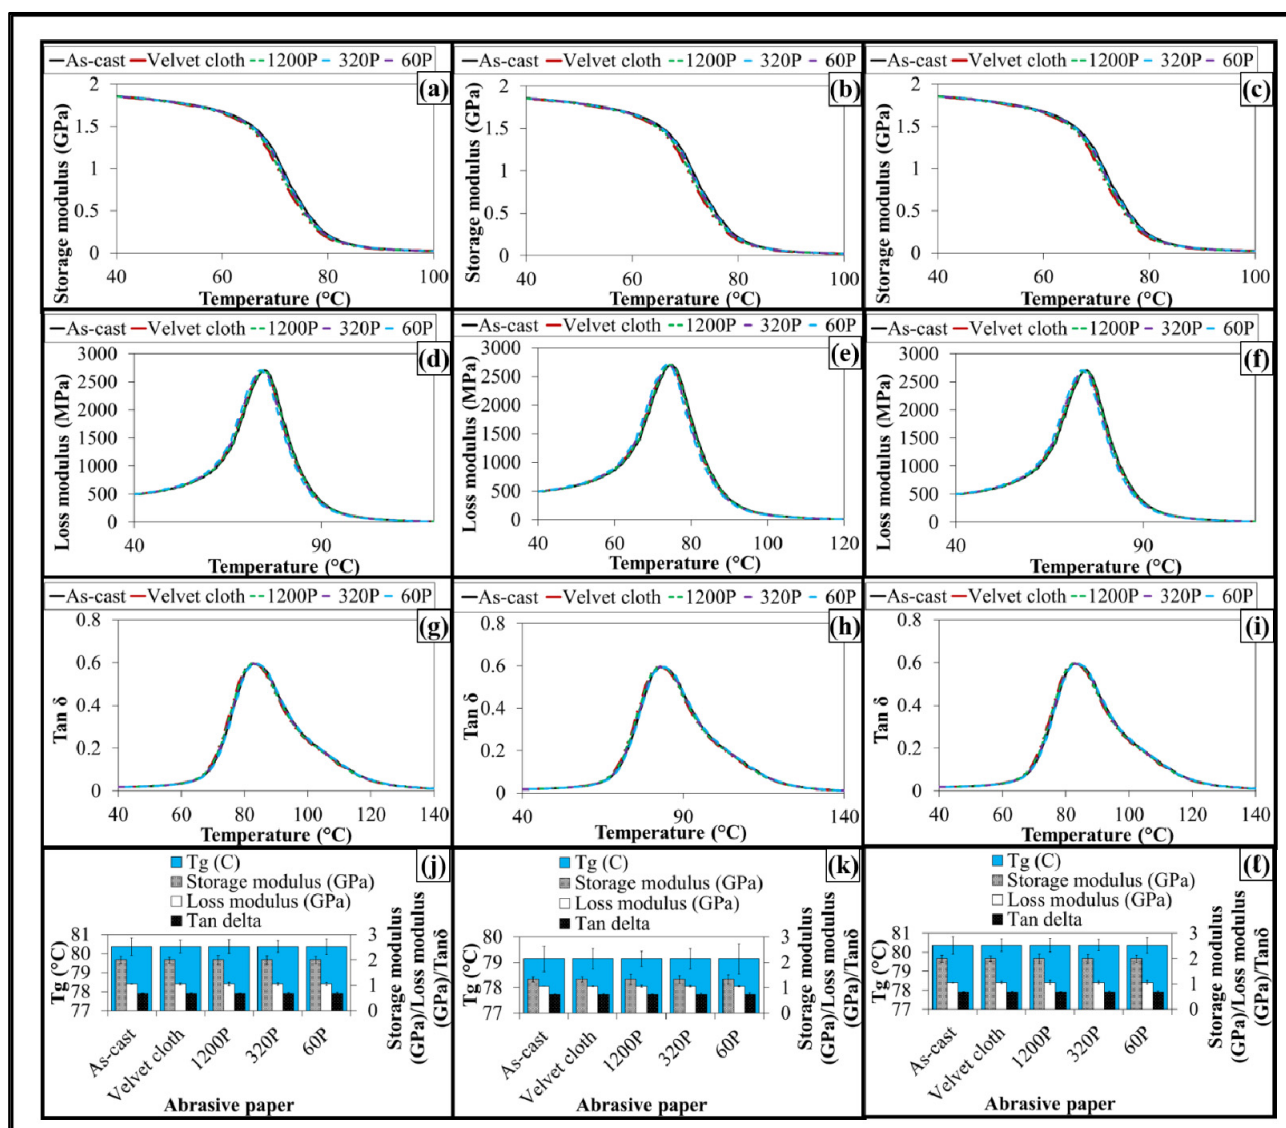 As-cast Velvet cloth 1200P 320P 60P
(a)
Storage modulus (GPa)
2
1.5
1
0.5
0
40 60 80 100
Temperature (°C)
As-cast Velvet cloth 1200P 320P 60P
(b)
Storage modulus (GPa)
2
1.5
1
0.5
0
40 60 80 100
Temperature (°C)
As-cast Velvet cloth 1200P 320P 60P
(c)
Storage modulus (GPa)
2
1.5
1
0.5
0
40 60 80 100
Temperature (°C)
As-cast Velvet cloth 1200P 320P 60P
(d)
Loss modulus (MPa)
3000
2500
2000
1500
1000
500
0
40 90
Temperature (°C)
As-cast Velvet cloth 1200P 320P 60P
(e)
Loss modulus (MPa)
3000
2500
2000
1500
1000
500
0
40 60 80 100 120
Temperature (°C)
As-cast Velvet cloth 1200P 320P 60P
(f)
Loss modulus (MPa)
3000
2500
2000
1500
1000
500
0
40 90
Temperature (°C)
As-cast Velvet cloth 1200P 320P 60P
(g)
Tan δ
0.8
0.6
0.4
0.2
0
40 60 80 100 120 140
Temperature (°C)
As-cast Velvet cloth 1200P 320P 60P
(h)
Tan δ
0.8
0.6
0.4
0.2
0
40 90 140
Temperature (°C)
As-cast Velvet cloth 1200P 320P 60P
(i)
Tan δ
0.8
0.6
0.4
0.2
0
40 60 80 100 120 140
Temperature (°C)
(j)
Tg (C)
Storage modulus (GPa)
Loss modulus (GPa)
Tan delta
Tg (°C)
81
80
79
78
77
3
2
1
0
Storage modulus
(GPa)/Loss modulus
(GPa)/Tanδ
As-cast Velvet cloth 1200P 320P 60P
Abrasive paper
(k)
Tg (C)
Storage modulus (GPa)
Loss modulus (GPa)
Tan delta
Tg (°C)
80
79
78
77
3
2
1
0
Storage modulus
(GPa)/Loss modulus
(GPa)/Tanδ
As-cast Velvet cloth 1200P 320P 60P
Abrasive paper
(ℓ)
Tg (C)
Storage modulus (GPa)
Loss modulus (GPa)
Tan delta
Tg (°C)
81
80
79
78
77
3
2
1
0
Storage modulus
(GPa)/Loss modulus
(GPa)/Tanδ
As-cast Velvet cloth 1200P 320P 60P
Abrasive paper